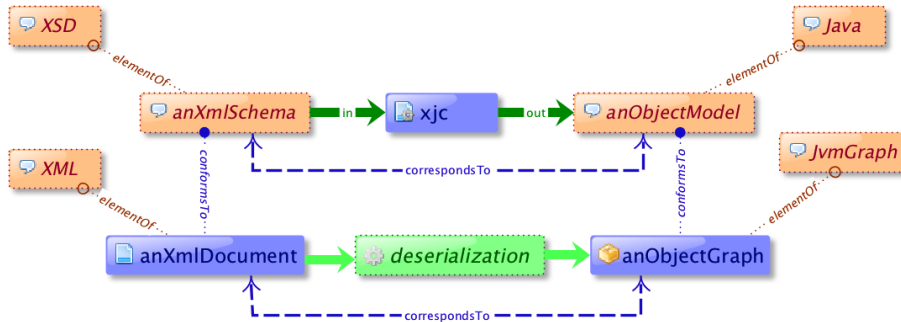 XSD
Java
elementOf
elementOf
anXmlSchema
in
xjc
out
anObjectModel
XML
JvmGraph
conformsTo
correspondsTo
conformsTo
elementOf
elementOf
anXmlDocument
deserialization
anObjectGraph
correspondsTo